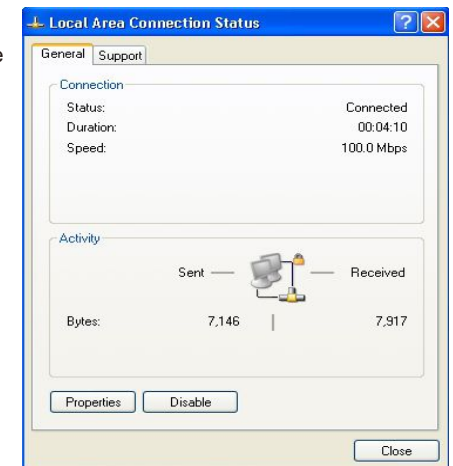 Local Area Connection Status
e
General Support
Connection
Status: Connected
Duration: 00:04:10
Speed: 100.0 Mbps
Activity
Sent — — Received
Bytes: 7,146 | 7,917
Properties Disable
Close